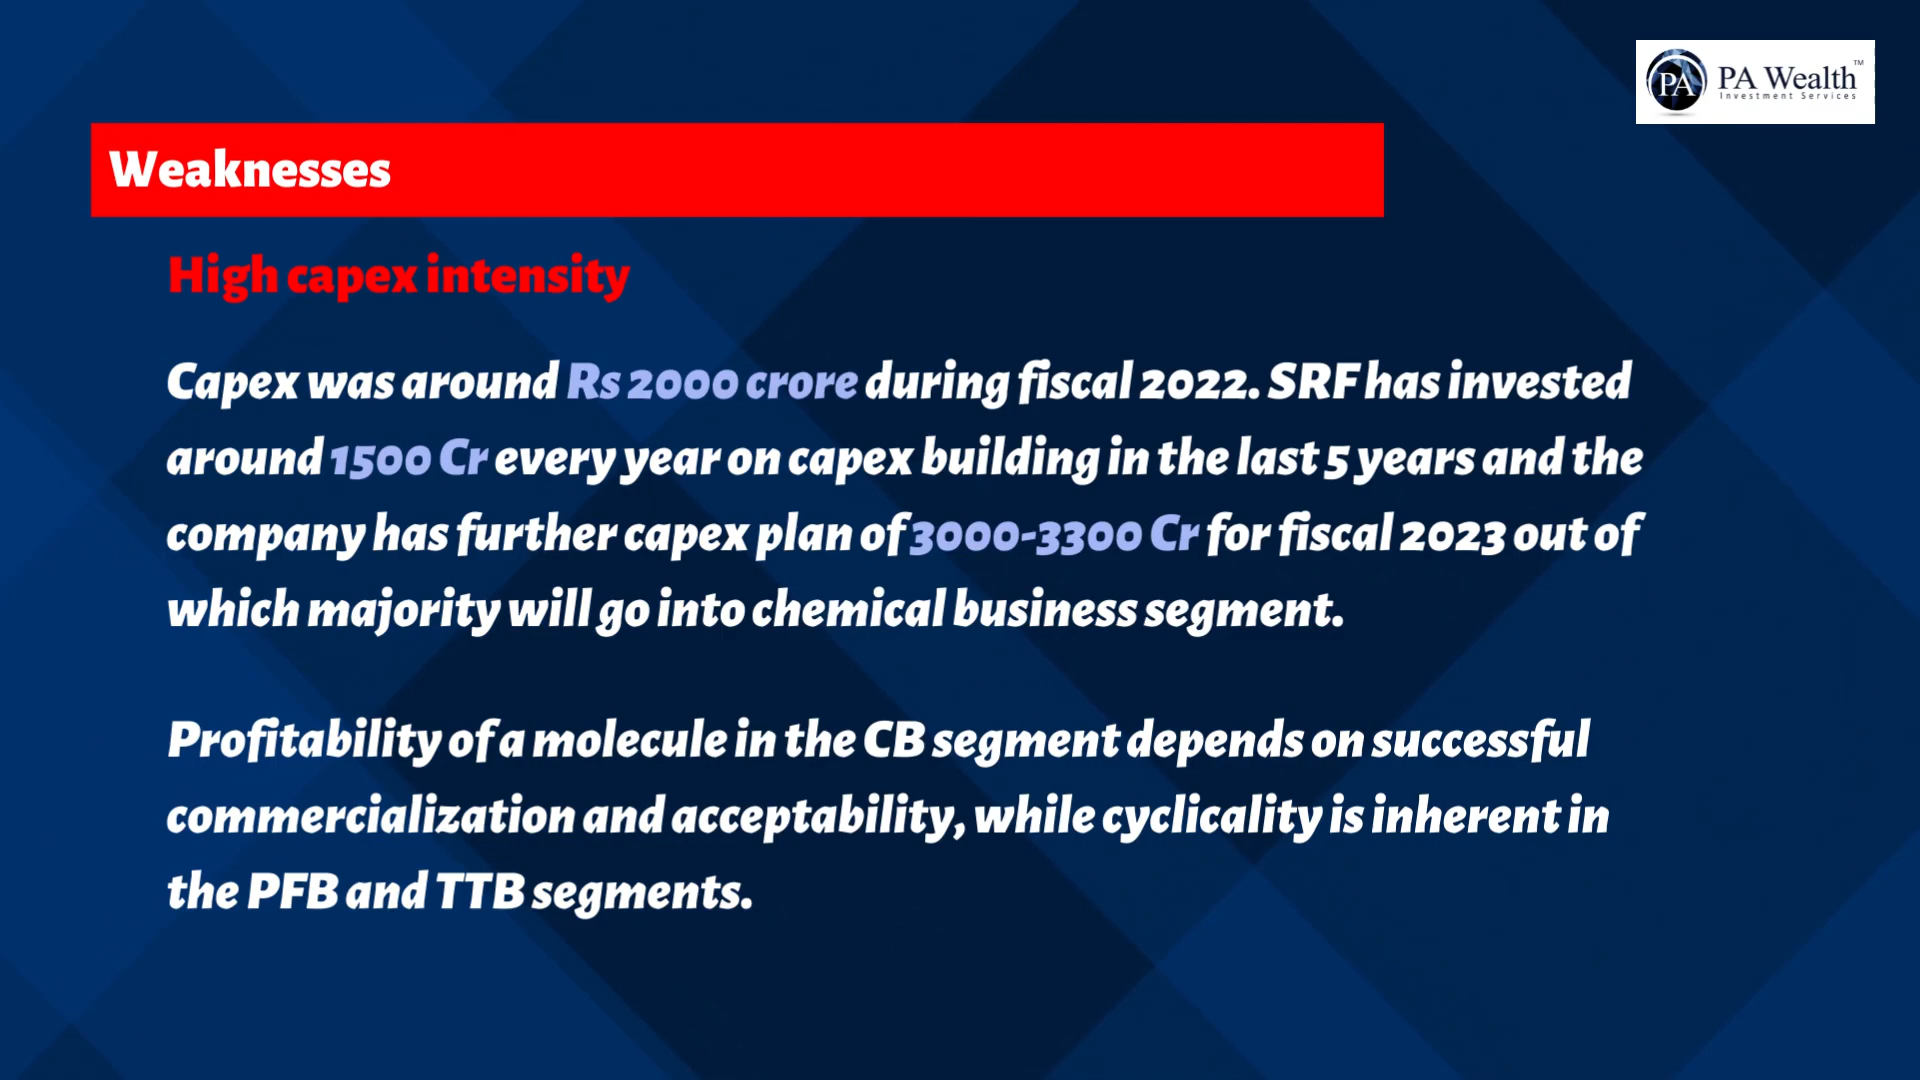 PA PA Wealth™
Investment Services
Weaknesses
High capex intensity
Capex was around Rs 2000 crore during fiscal 2022. SRF has invested
around 1500 Cr every year on capex building in the last 5 years and the
company has further capex plan of 3000-3300 Cr for fiscal 2023 out of
which majority will go into chemical business segment.
Profitability of a molecule in the CB segment depends on successful
commercialization and acceptability, while cyclicality is inherent in
the PFB and TTB segments.